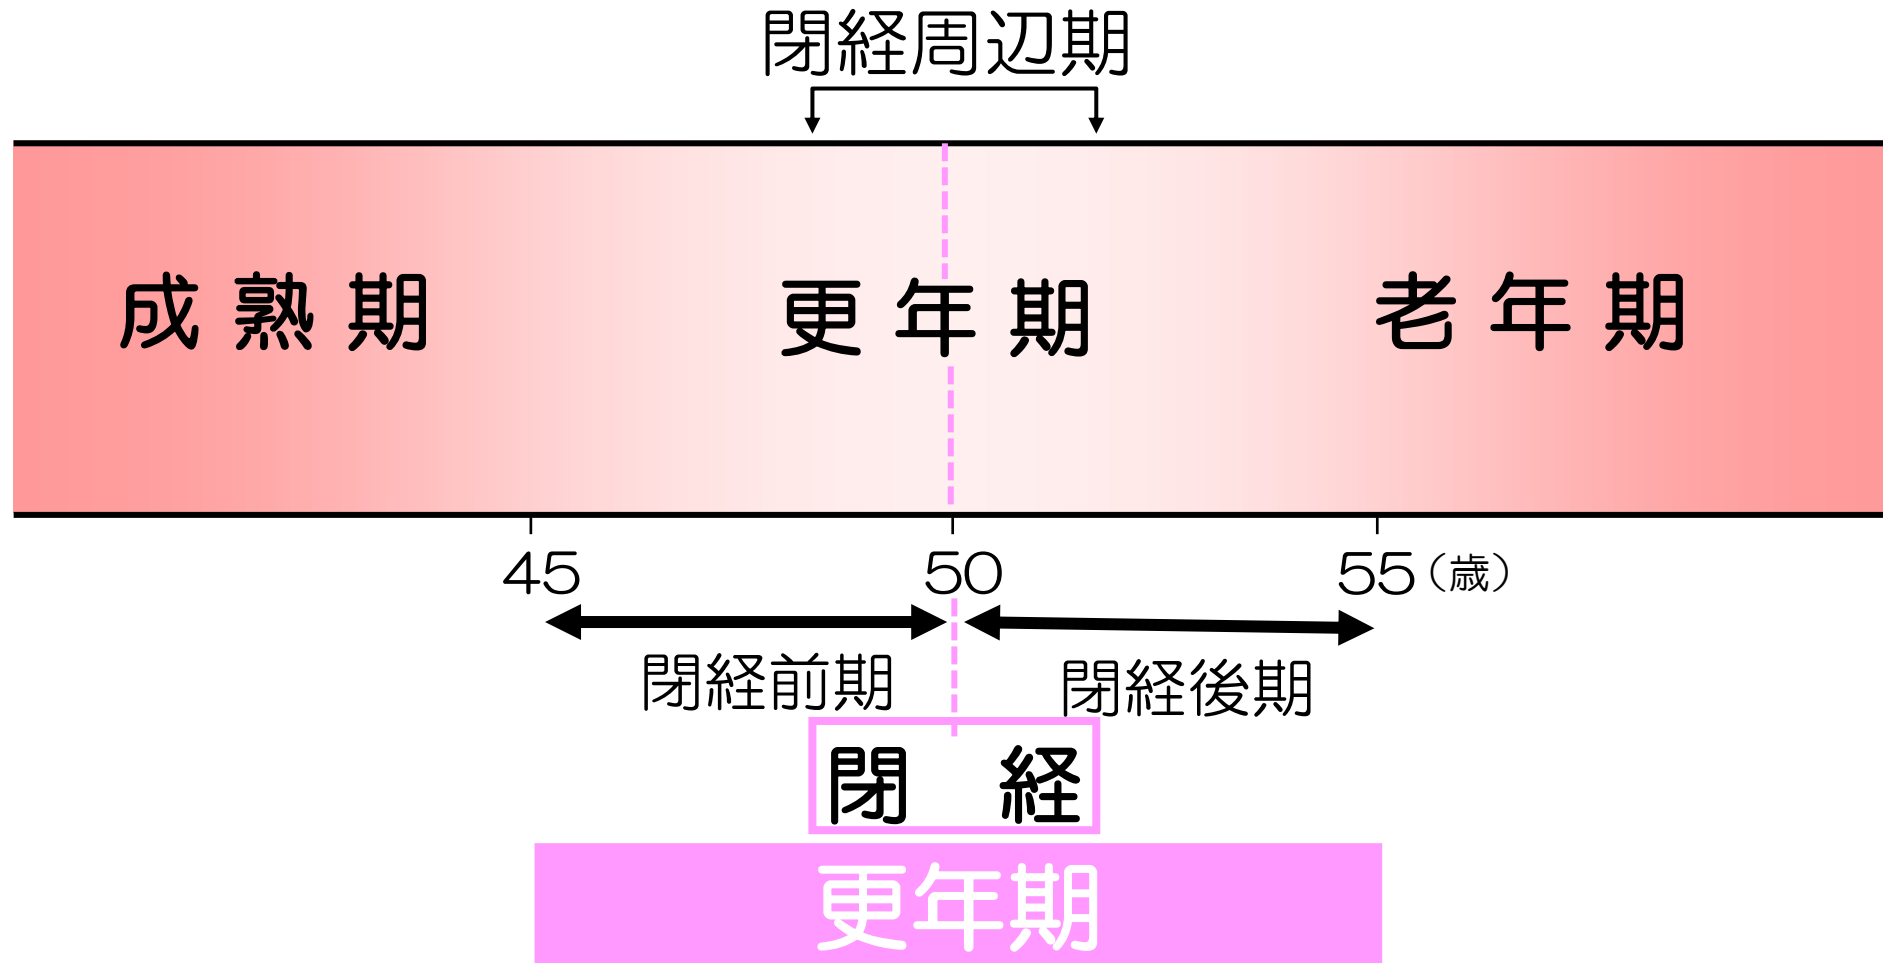 閉経周辺期
成熟期 更年期 老年期
45 50 55（歳）
閉経前期 閉経後期
閉 経
更年期